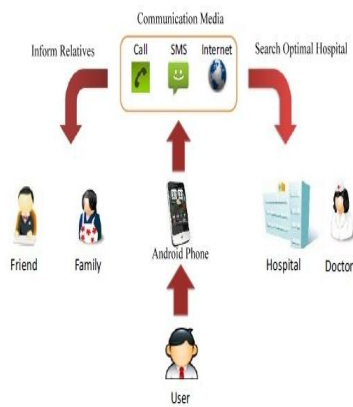 Communication Media
Inform Relatives
Call SMS Internet
Search Optimal Hospital
Friend
Family
Android Phone
Hospital
Doctor
User